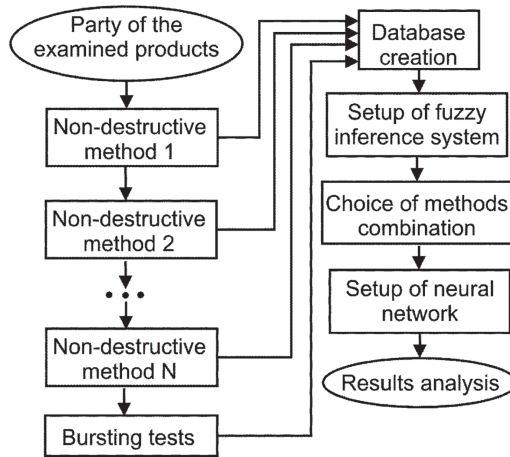 Party of the
examined products
Non-destructive
method 1
Non-destructive
method 2
• • •
Non-destructive
method N
Bursting tests
Database
creation
Setup of fuzzy
inference system
Choice of methods
combination
Setup of neural
network
Results analysis